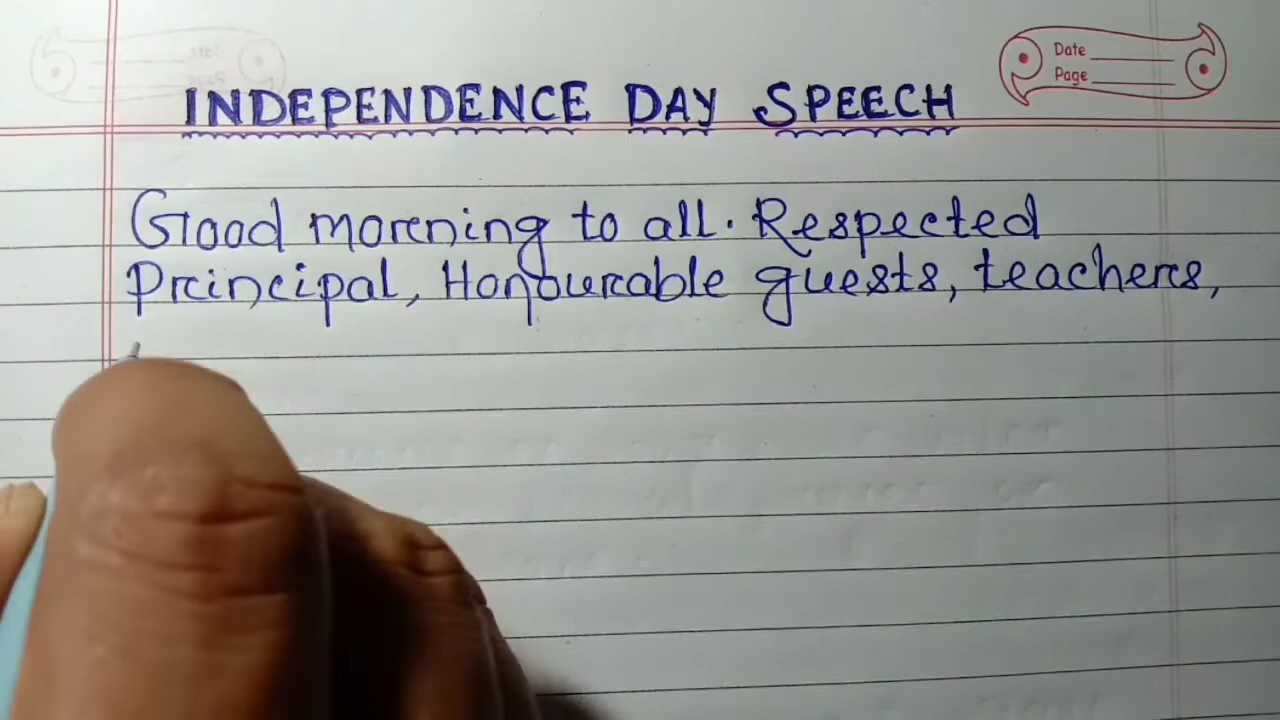 Date
Page
INDEPENDENCE DAY SPEECH
Good morning to all. Respected
Principal, Honourable guests, teachers,